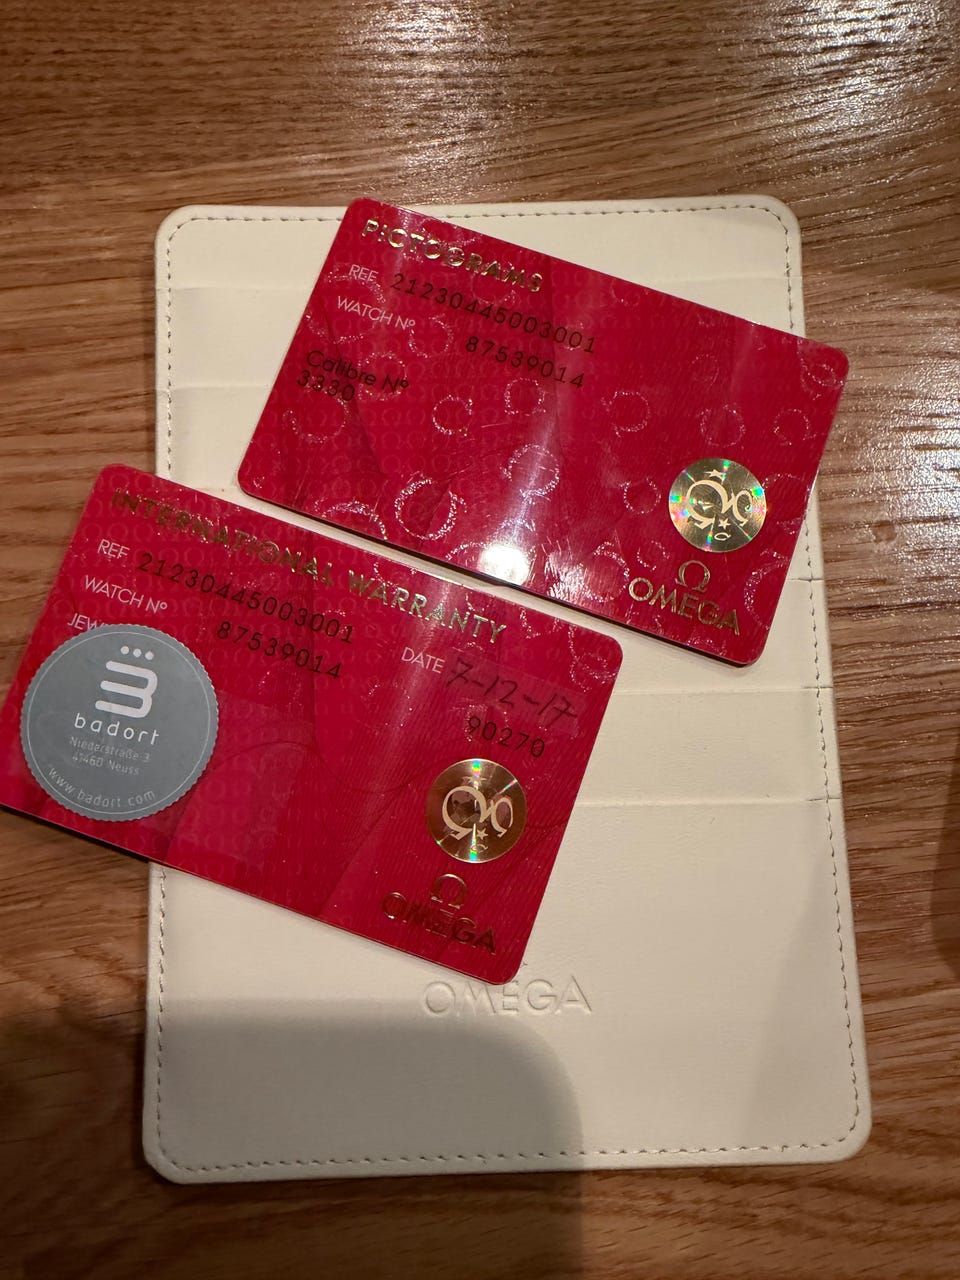 PICTOGRAMS
REF 21230445003001
WATCH Nº 87539014
Calibre Nº
3330
Ω
OMEGA
INTERNATIONAL WARRANTY
REF 21230445003001
WATCH Nº 87539014
JEW
DATE 7-12-17
90270
badort
Niederstraße 3
41460 Neuss
www.badort.com
Ω
OMEGA
OMEGA